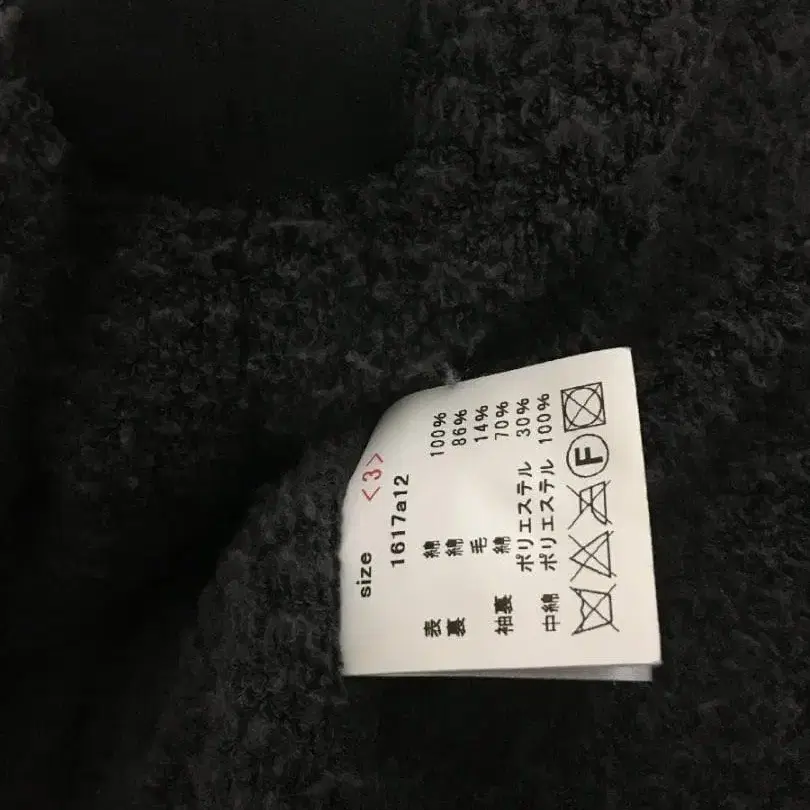 size <3>
1617a12
表 綿 100%
裏 綿 86%
毛 14%
袖裏 綿 70%
ポリエステル 30%
中綿 ポリエステル 100%
F